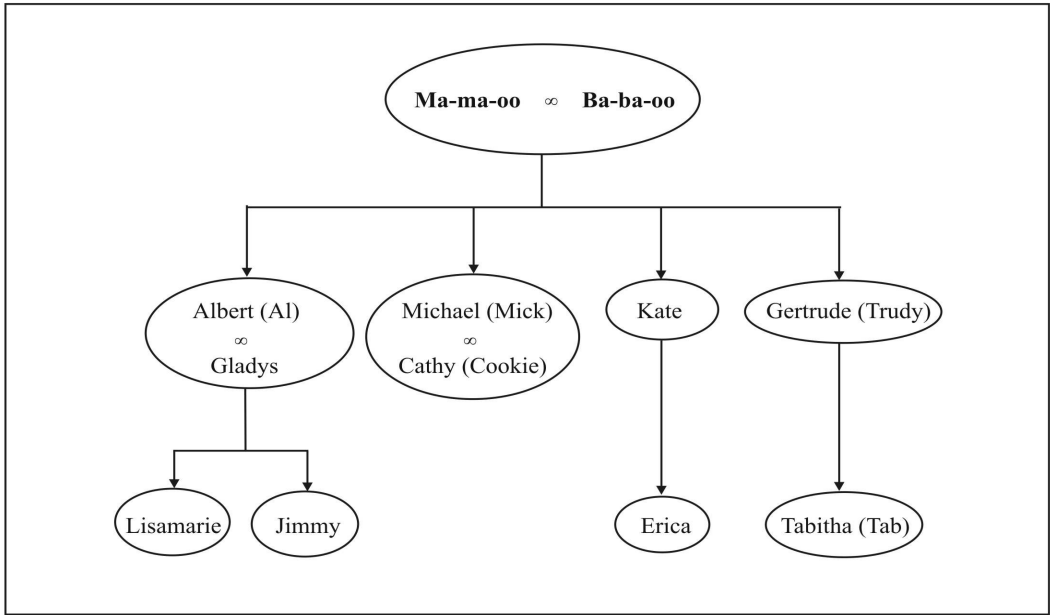 Ma-ma-oo ∞ Ba-ba-oo
Albert (Al)
∞
Gladys
Michael (Mick)
∞
Cathy (Cookie)
Kate
Gertrude (Trudy)
Lisamarie
Jimmy
Erica
Tabitha (Tab)